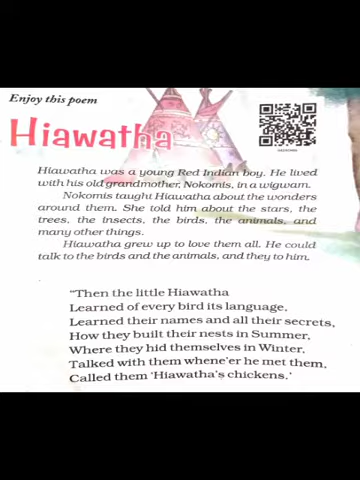 Enjoy this poem
Hiawatha
Hiawatha was a young Red Indian boy. He lived
with his old grandmother, Nokomis, in a wigwam.
Nokomis taught Hiawatha about the wonders
around them. She told him about the stars, the
trees, the insects, the birds, the animals, and
many other things.
Hiawatha grew up to love them all. He could
talk to the birds and the animals, and they to him.
"Then the little Hiawatha
Learned of every bird its language,
Learned their names and all their secrets,
How they built their nests in Summer,
Where they hid themselves in Winter,
Talked with them whene'er he met them,
Called them 'Hiawatha's chickens.'